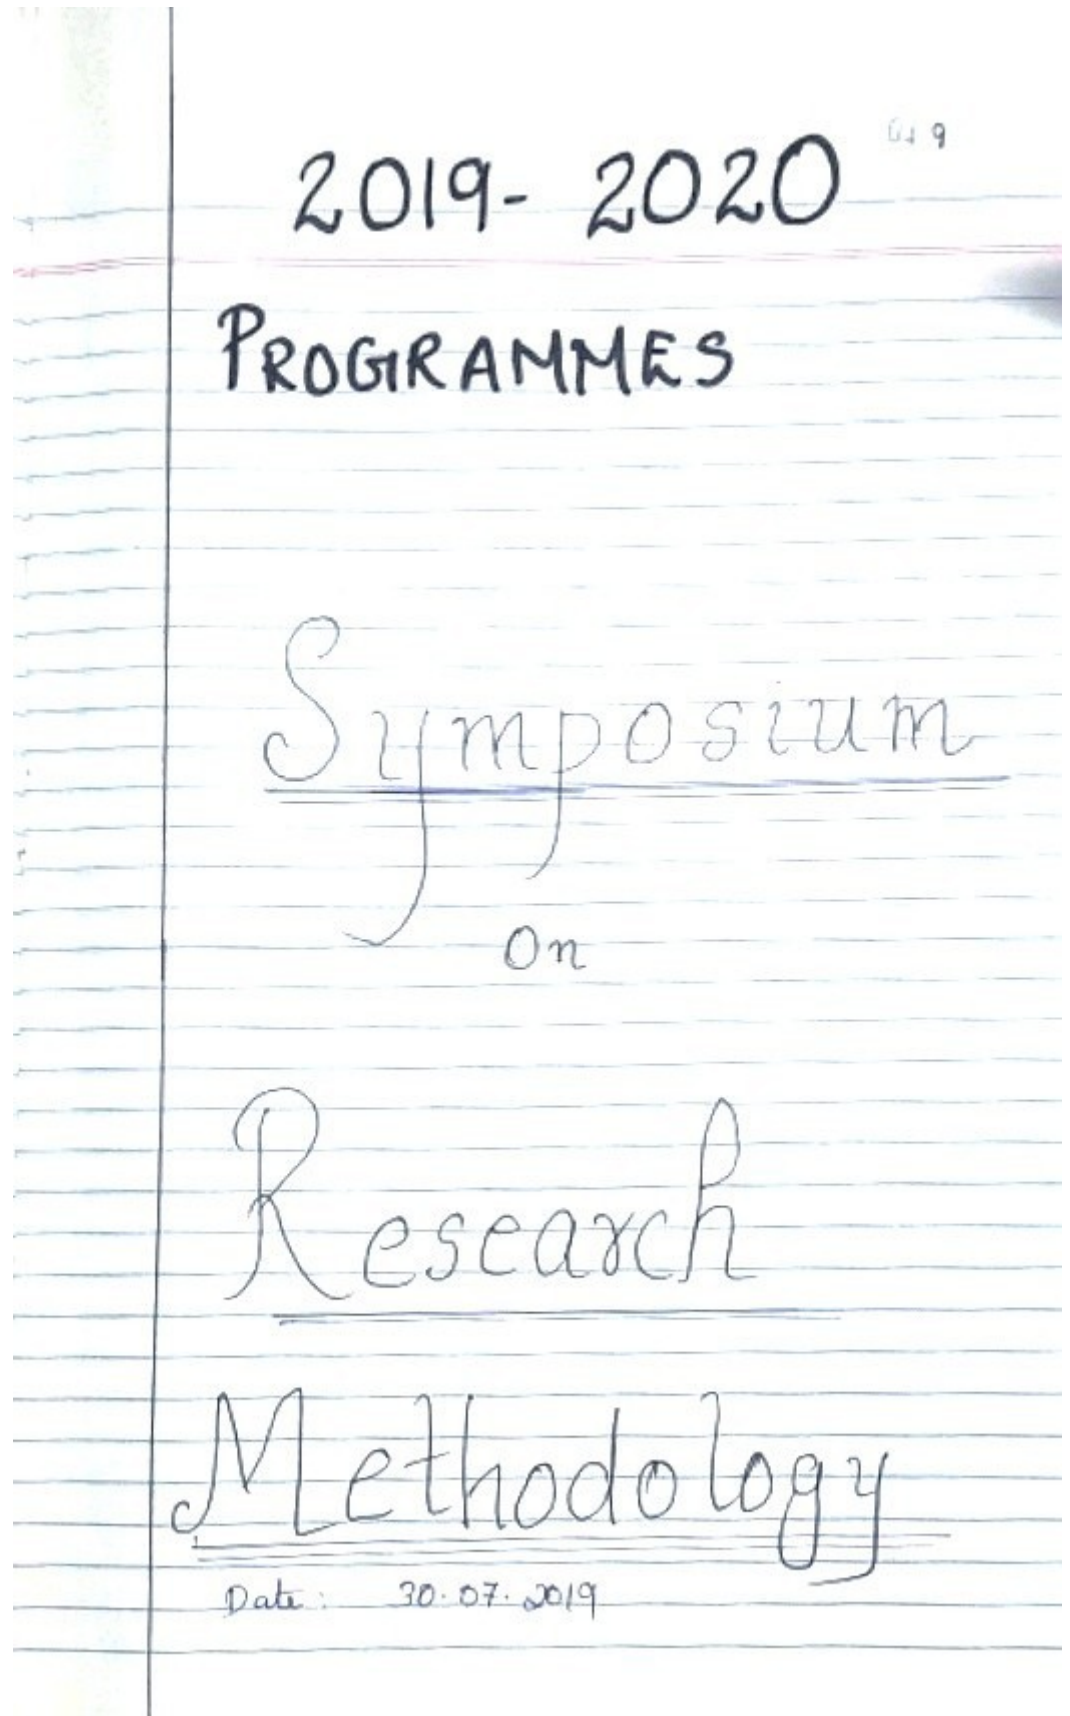 2019- 2020
PROGRAMMES
Symposium
on
Research
Methodology
Date: 30.07.2019